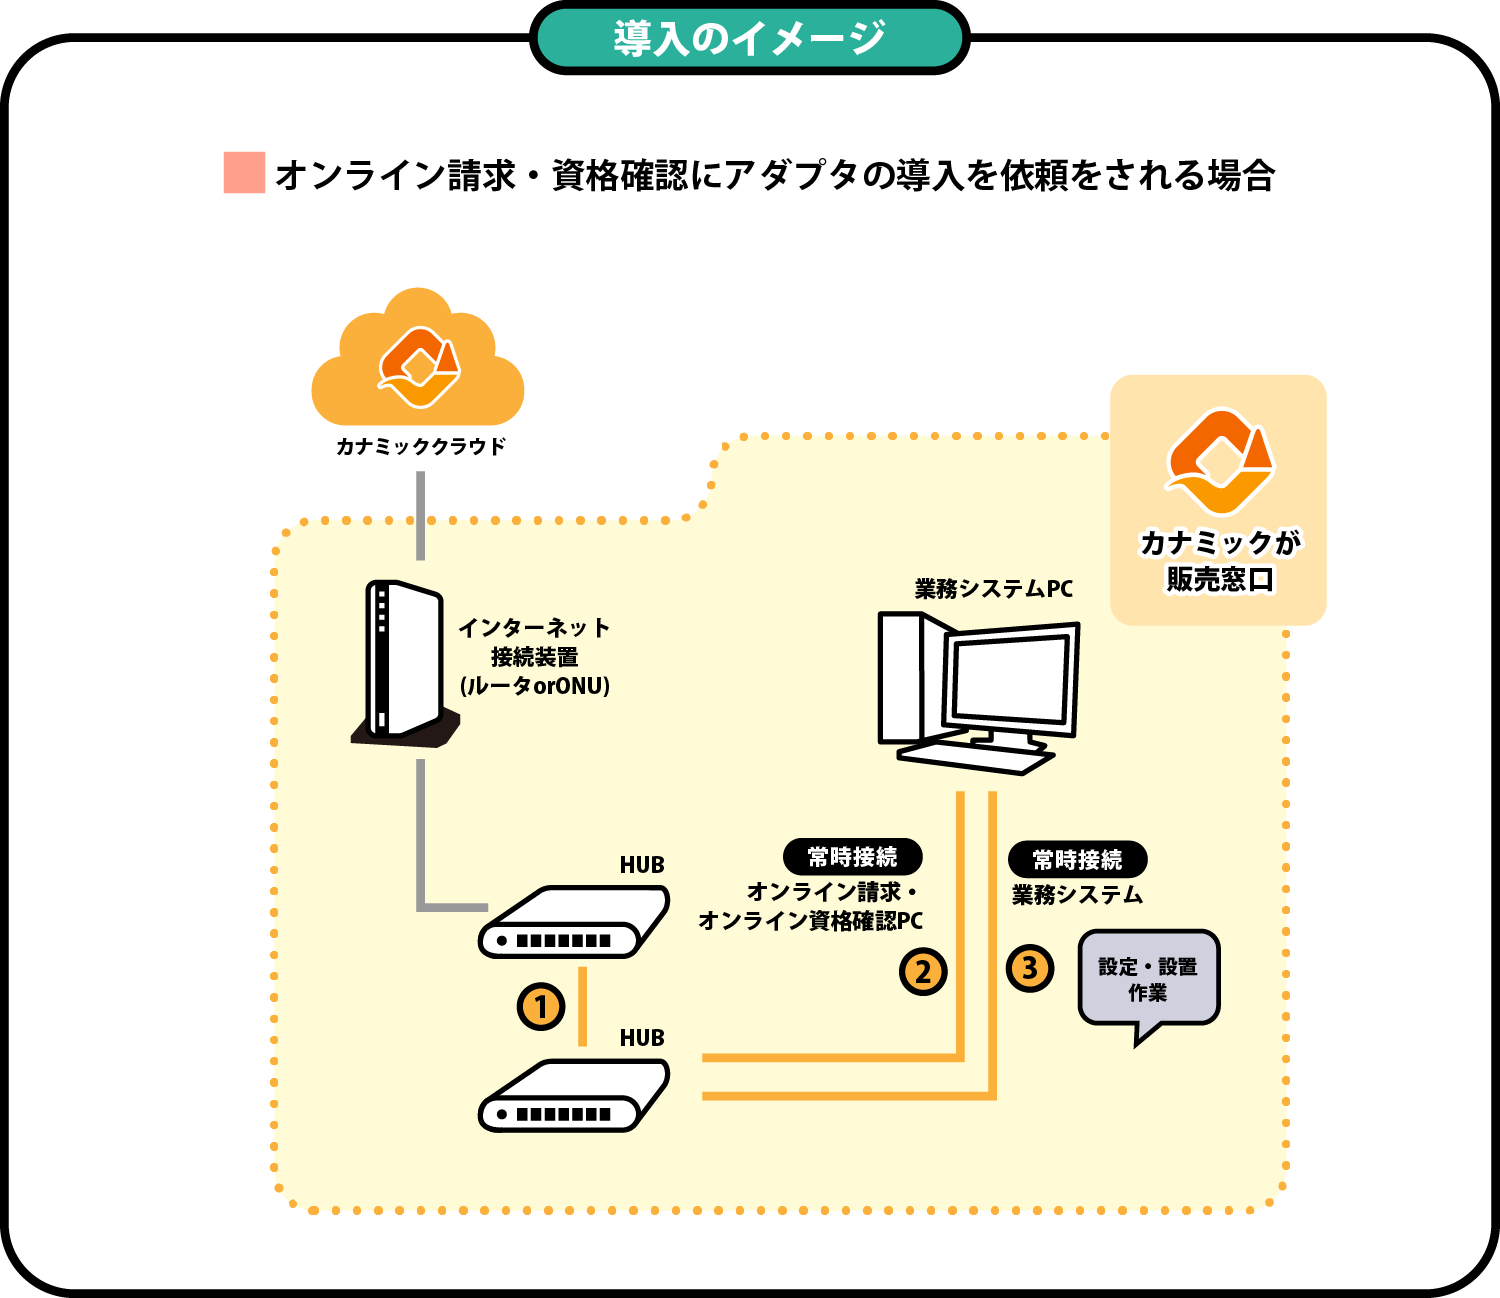 導入のイメージ
オンライン請求・資格確認にアダプタの導入を依頼をされる場合
カナミッククラウド
カナミックが
販売窓口
業務システムPC
インターネット
接続装置
(ルータorONU)
HUB
常時接続
オンライン請求・
オンライン資格確認PC
常時接続
業務システム
2
3
設定・設置
作業
1
HUB